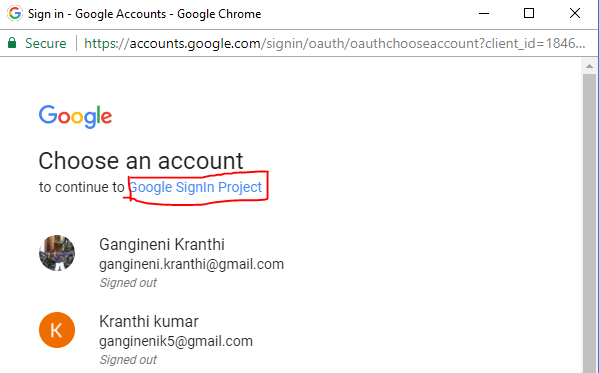 Sign in - Google Accounts - Google Chrome
Secure https://accounts.google.com/signin/oauth/oauthchooseaccount?client_id=1846...
Google
Choose an account
to continue to Google SignIn Project
Gangineni Kranthi
gangineni.kranthi@gmail.com
Signed out
K
Kranthi kumar
ganginenik5@gmail.com
Signed out